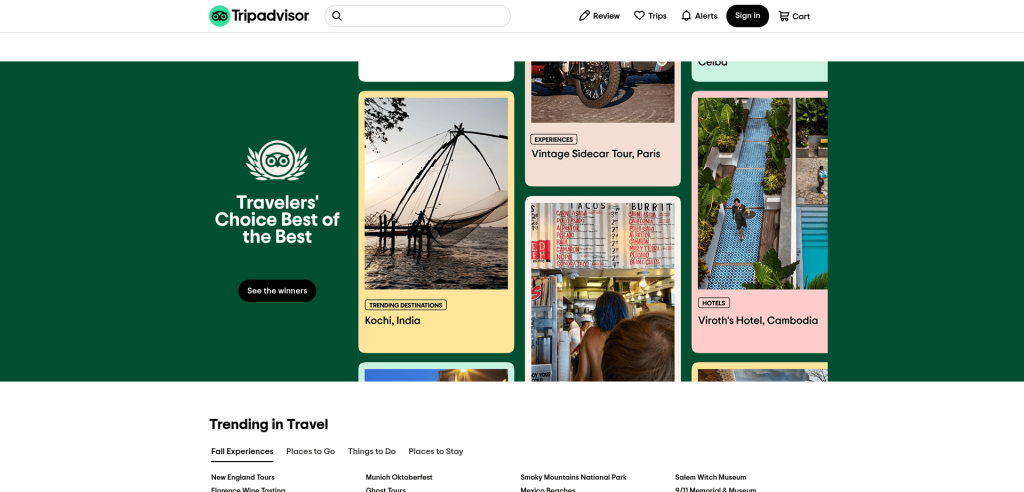 Tripadvisor
Review
Trips
Alerts
Sign in
Cart
Travelers'
Choice Best of
the Best
See the winners
TRENDING DESTINATIONS
Kochi, India
EXPERIENCES
Vintage Sidecar Tour, Paris
TACOS
BURRIT
Ceiba
HOTELS
Viroth's Hotel, Cambodia
Trending in Travel
Fall Experiences
Places to Go
Things to Do
Places to Stay
New England Tours
Munich Oktoberfest
Smoky Mountains National Park
Salem Witch Museum
Florence Wine Tasting
Ghost Tours
Mexico Beaches
9/11 Memorial & Museum